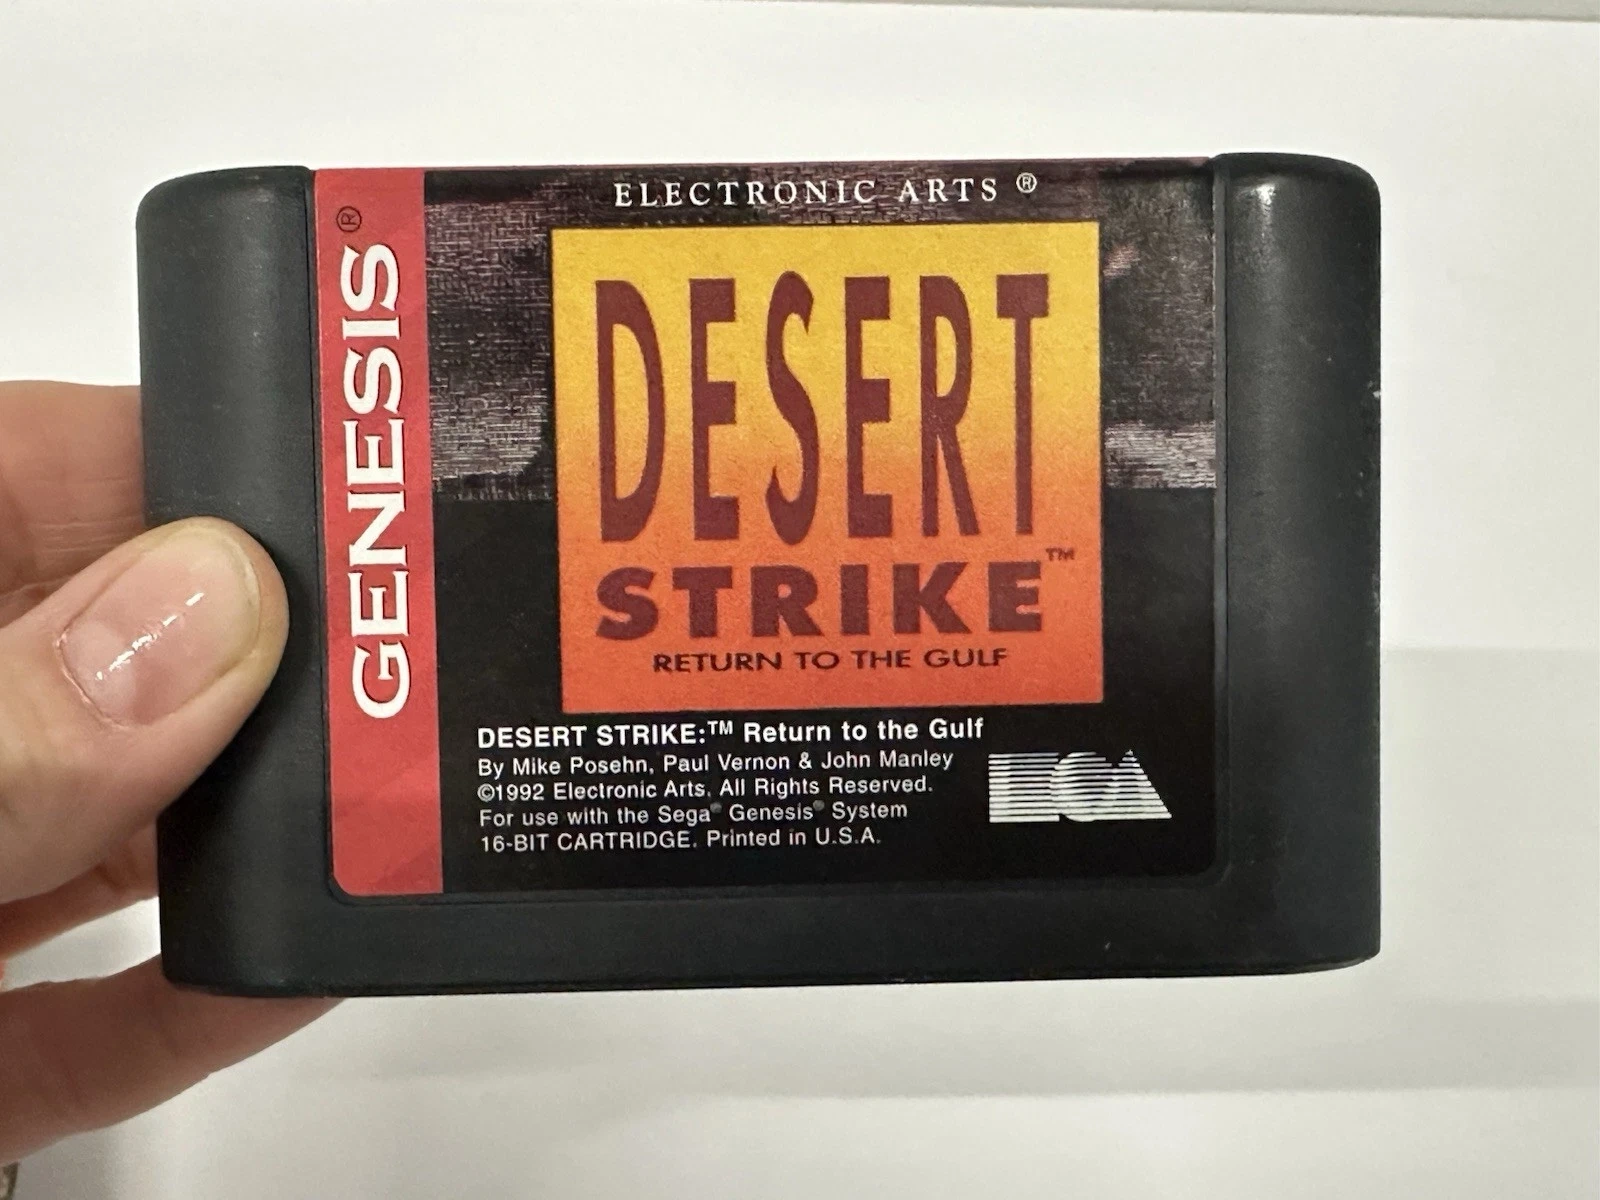 GENESIS®
ELECTRONIC ARTS®
DESERT
STRIKE™
RETURN TO THE GULF
DESERT STRIKE:™ Return to the Gulf
By Mike Posehn, Paul Vernon & John Manley
©1992 Electronic Arts. All Rights Reserved.
For use with the Sega® Genesis® System
16-BIT CARTRIDGE. Printed in U.S.A.
EA